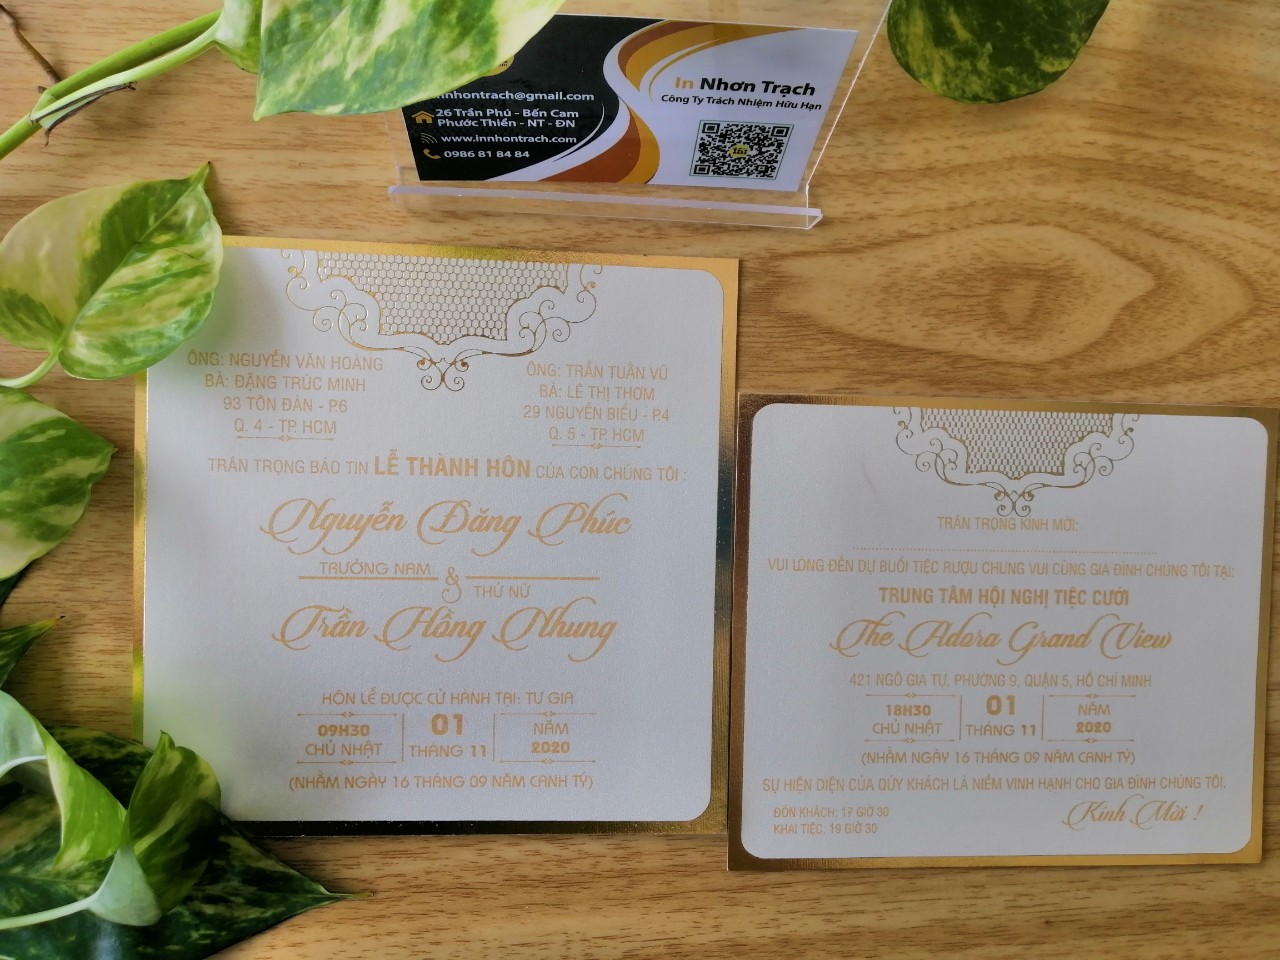 nnhontrach@gmail.com
26 Trần Phú - Bến Cam
Phước Thiền - NT - ĐN
www.innhontrach.com
0986 81 84 84
In Nhơn Trạch
Công Ty Trách Nhiệm Hữu Hạn
ÔNG: NGUYỄN VĂN HOÀNG
BÀ: ĐẶNG TRÚC MINH
93 TÔN ĐẢN - P.6
Q. 4 - TP. HCM
ÔNG: TRẦN TUẤN VŨ
BÀ: LÊ THỊ THƠM
29 NGUYỄN BIỂU - P.4
Q. 5 - TP. HCM
TRÂN TRỌNG BÁO TIN LỄ THÀNH HÔN CỦA CON CHÚNG TÔI :
Nguyễn Đăng Phúc
TRƯỞNG NAM & THỨ NỮ
Trần Hồng Nhung
HÔN LỄ ĐƯỢC CỬ HÀNH TẠI: TƯ GIA
09H30
CHỦ NHẬT
01
THÁNG 11
NĂM
2020
(NHẰM NGÀY 16 THÁNG 09 NĂM CANH TÝ)
TRÂN TRỌNG KÍNH MỜI:
VUI LÒNG ĐẾN DỰ BUỔI TIỆC RƯỢU CHUNG VUI CÙNG GIA ĐÌNH CHÚNG TÔI TẠI:
TRUNG TÂM HỘI NGHỊ TIỆC CƯỚI
The Adora Grand View
421 NGÔ GIA TỰ, PHƯỜNG 9, QUẬN 5, HỒ CHÍ MINH
18H30
CHỦ NHẬT
01
THÁNG 11
NĂM
2020
(NHẰM NGÀY 16 THÁNG 09 NĂM CANH TÝ)
SỰ HIỆN DIỆN CỦA QUÝ KHÁCH LÀ NIỀM VINH HẠNH CHO GIA ĐÌNH CHÚNG TÔI.
ĐÓN KHÁCH: 17 GIỜ 30
KHAI TIỆC: 19 GIỜ 30
Kính Mời !